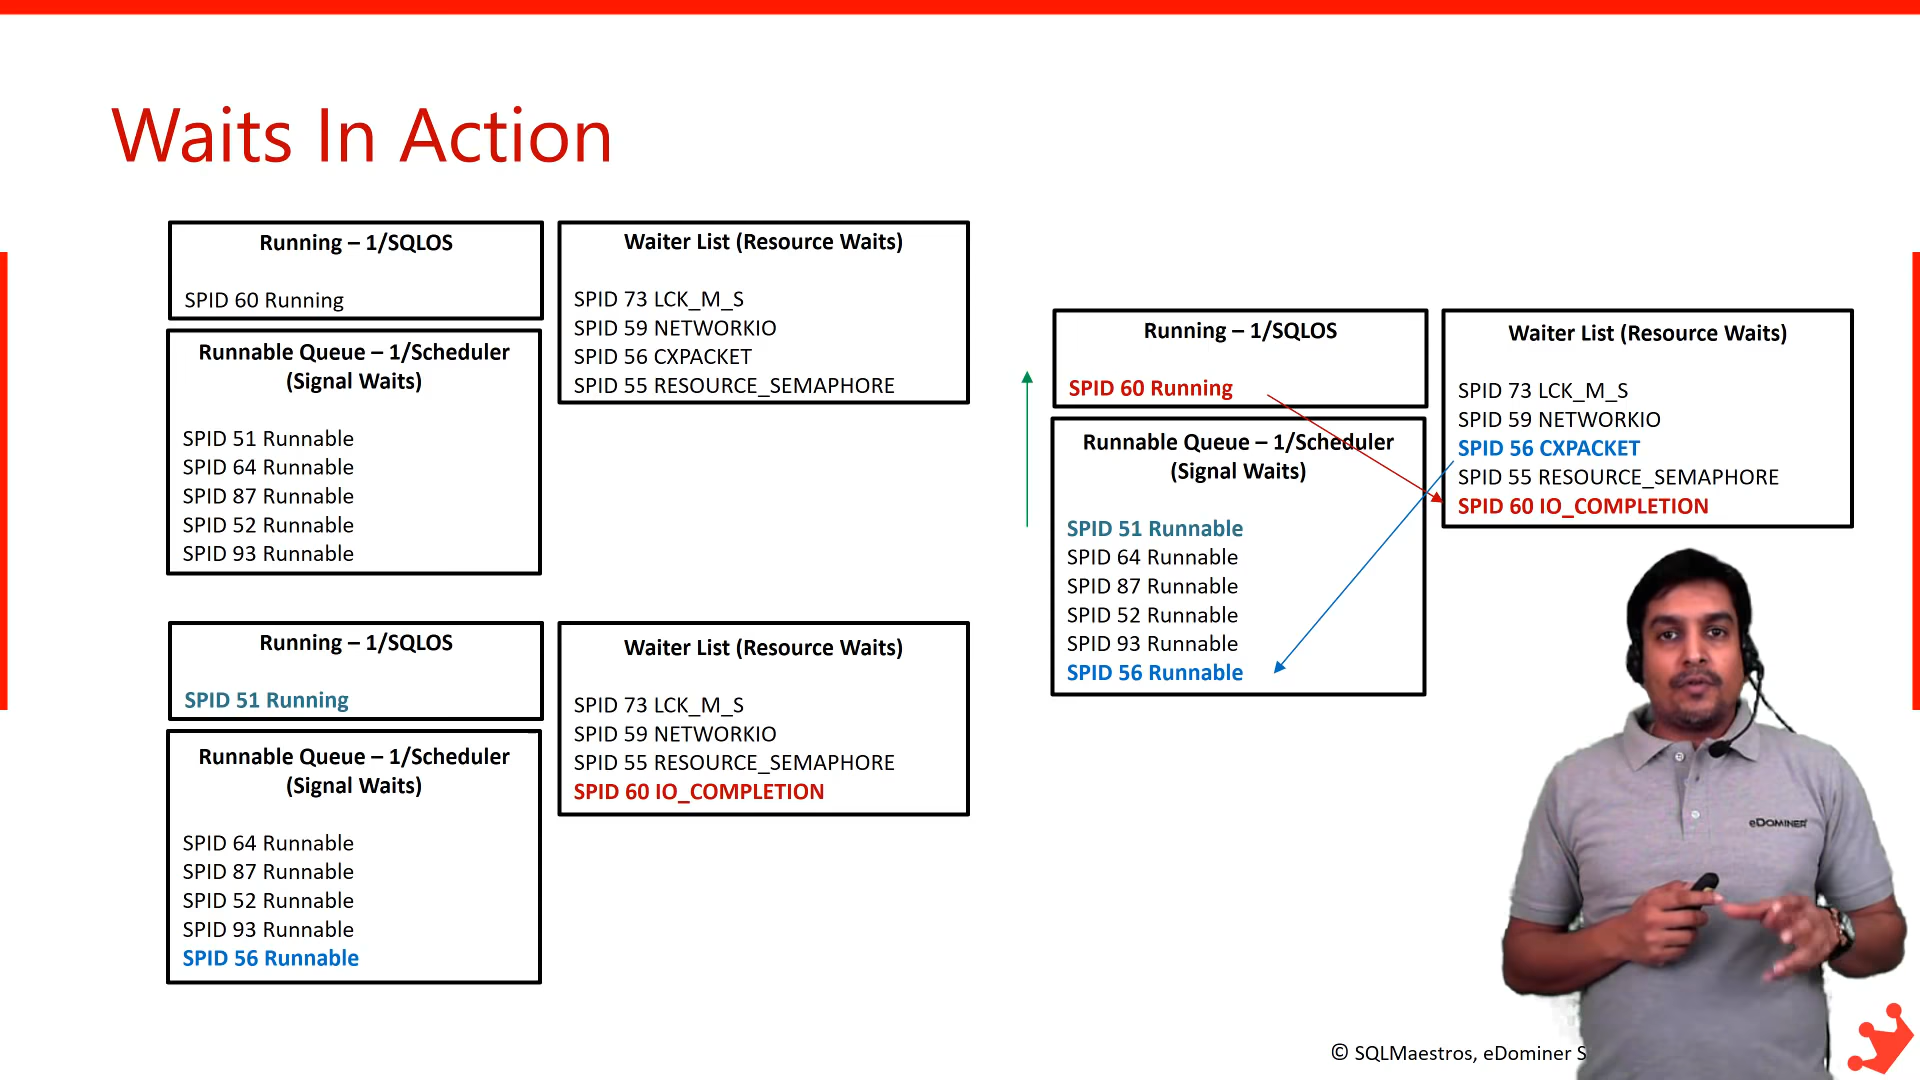 Waits In Action
Running – 1/SQLOS
SPID 60 Running
Waiter List (Resource Waits)
SPID 73 LCK_M_S
SPID 59 NETWORKIO
SPID 56 CXPACKET
SPID 55 RESOURCE_SEMAPHORE
Runnable Queue – 1/Scheduler
(Signal Waits)
SPID 51 Runnable
SPID 64 Runnable
SPID 87 Runnable
SPID 52 Runnable
SPID 93 Runnable
Running – 1/SQLOS
SPID 60 Running
Waiter List (Resource Waits)
SPID 73 LCK_M_S
SPID 59 NETWORKIO
SPID 56 CXPACKET
SPID 55 RESOURCE_SEMAPHORE
SPID 60 IO_COMPLETION
Runnable Queue – 1/Scheduler
(Signal Waits)
SPID 51 Runnable
SPID 64 Runnable
SPID 87 Runnable
SPID 52 Runnable
SPID 93 Runnable
SPID 56 Runnable
Running – 1/SQLOS
SPID 51 Running
Waiter List (Resource Waits)
SPID 73 LCK_M_S
SPID 59 NETWORKIO
SPID 55 RESOURCE_SEMAPHORE
SPID 60 IO_COMPLETION
Runnable Queue – 1/Scheduler
(Signal Waits)
SPID 64 Runnable
SPID 87 Runnable
SPID 52 Runnable
SPID 93 Runnable
SPID 56 Runnable
eDOMINER
© SQLMaestros, eDominer S